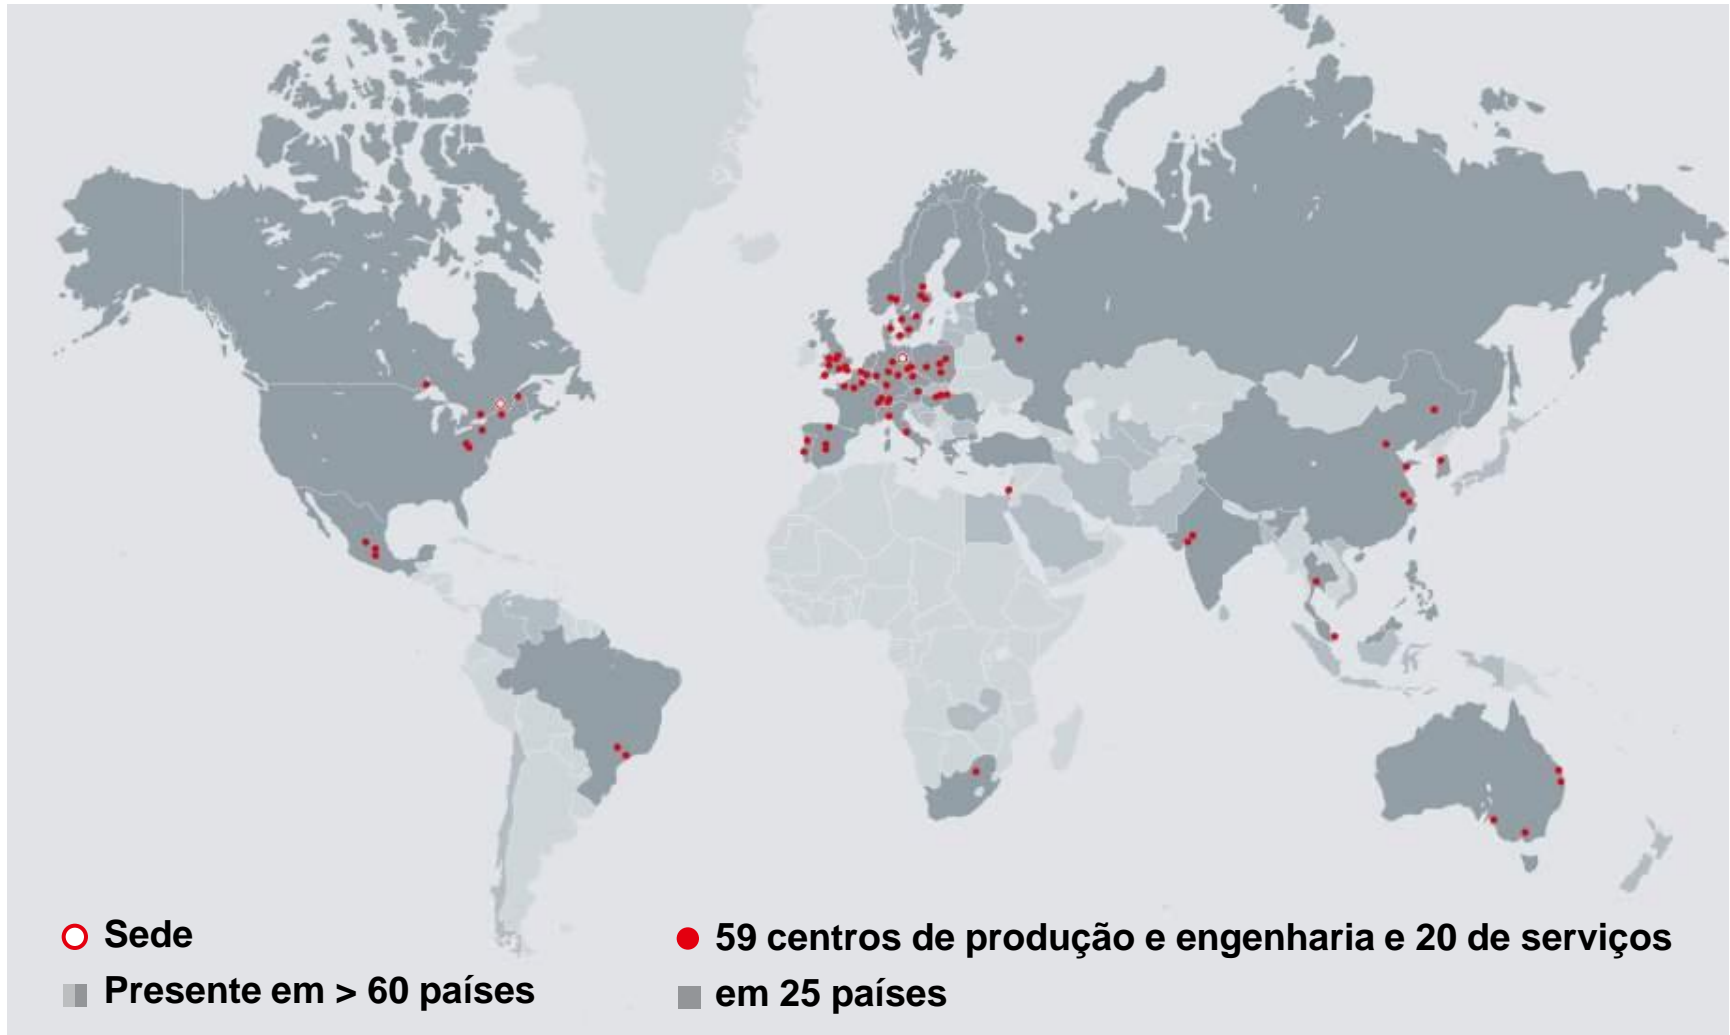 Sede
59 centros de produção e engenharia e 20 de serviços
Presente em > 60 países
em 25 países